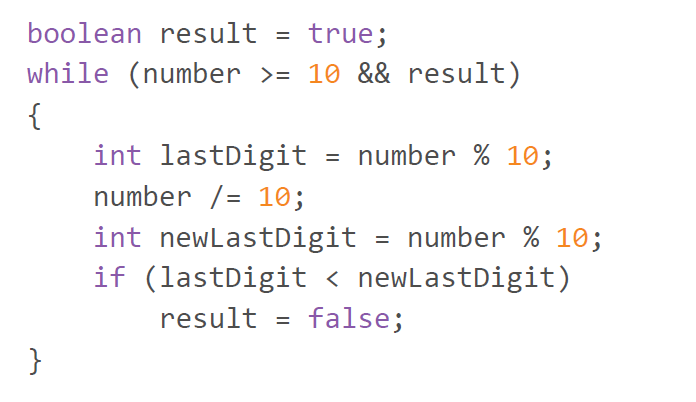 boolean result = true;
while (number >= 10 && result)
{
    int lastDigit = number % 10;
    number /= 10;
    int newLastDigit = number % 10;
    if (lastDigit < newLastDigit)
        result = false;
}